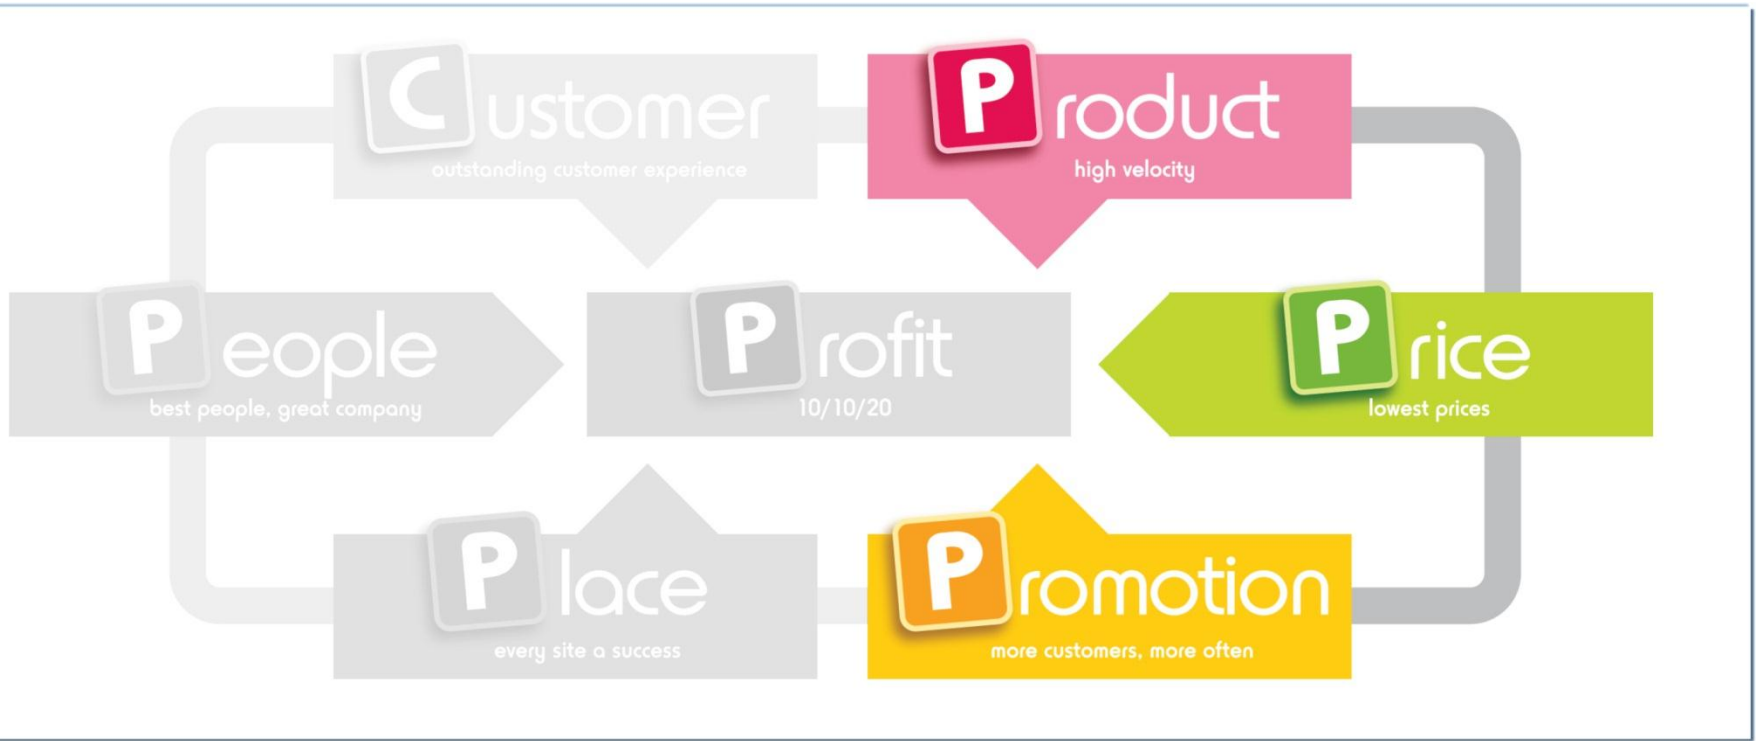 Customer
outstanding customer experience
Product
high velocity
People
best people, great company
Profit
10/10/20
Price
lowest prices
Place
every site a success
Promotion
more customers, more often